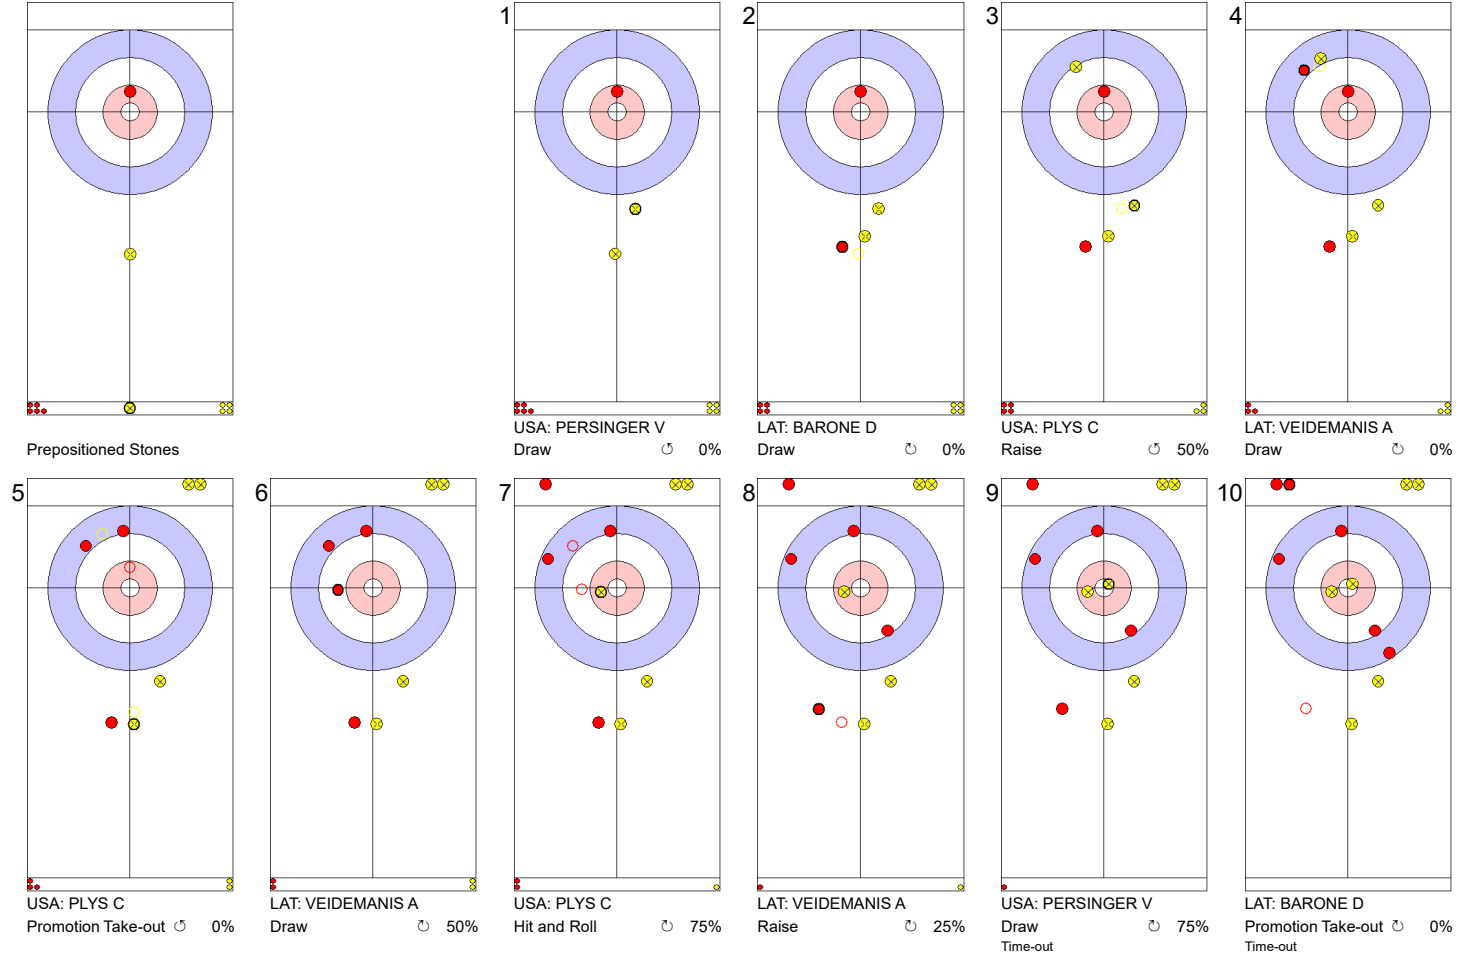 1
2
3
4
Prepositioned Stones
USA: PERSINGER V
Draw 0%
LAT: BARONE D
Draw 0%
USA: PLYS C
Raise 50%
LAT: VEIDEMANIS A
Draw 0%
5
6
7
8
9
10
USA: PLYS C
Promotion Take-out 0%
LAT: VEIDEMANIS A
Draw 50%
USA: PLYS C
Hit and Roll 75%
LAT: VEIDEMANIS A
Raise 25%
USA: PERSINGER V
Draw 75%
Time-out
LAT: BARONE D
Promotion Take-out 0%
Time-out